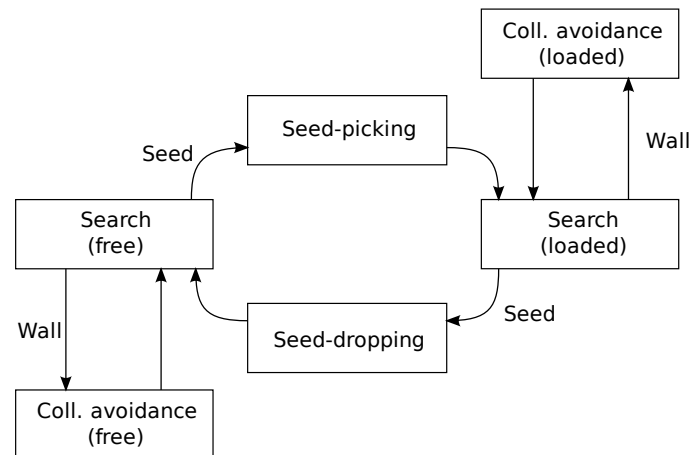 Coll. avoidance
(loaded)
Seed-picking
Seed
Wall
Search
(free)
Search
(loaded)
Wall
Seed-dropping
Seed
Coll. avoidance
(free)